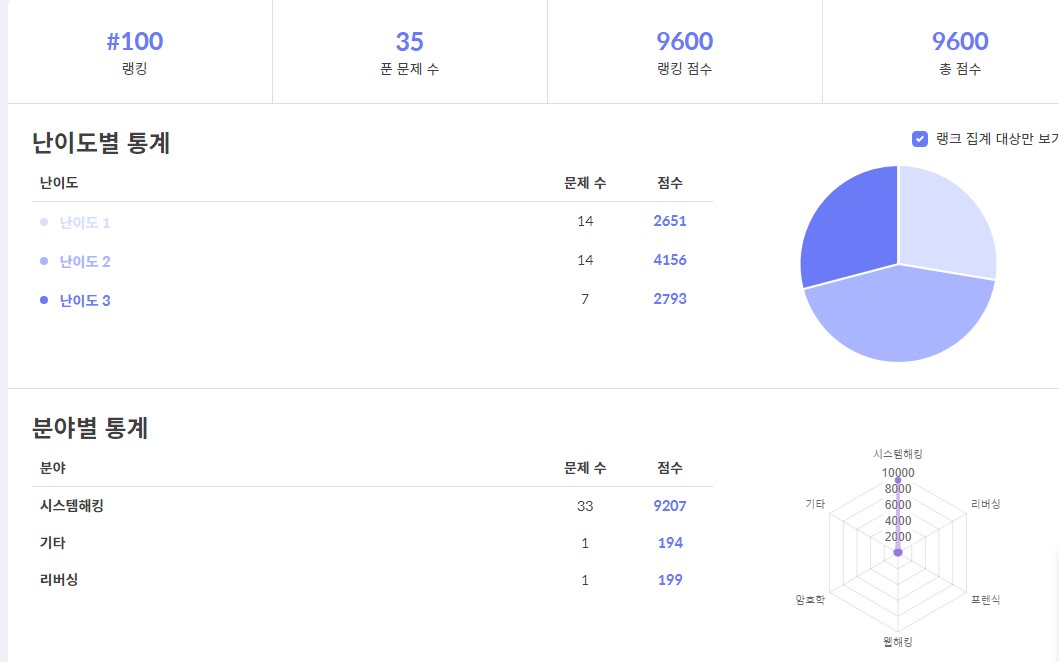 #100 35 9600 9600
랭킹 푼 문제 수 랭킹 점수 총 점수
난이도별 통계
랭크 집계 대상만 보기
난이도 문제 수 점수
난이도 1 14 2651
난이도 2 14 4156
난이도 3 7 2793
분야별 통계
분야 문제 수 점수
시스템해킹 33 9207
기타 1 194
리버싱 1 199
시스템해킹
10000
8000
기타 6000 리버싱
4000
2000
암호학 포렌식
웹해킹